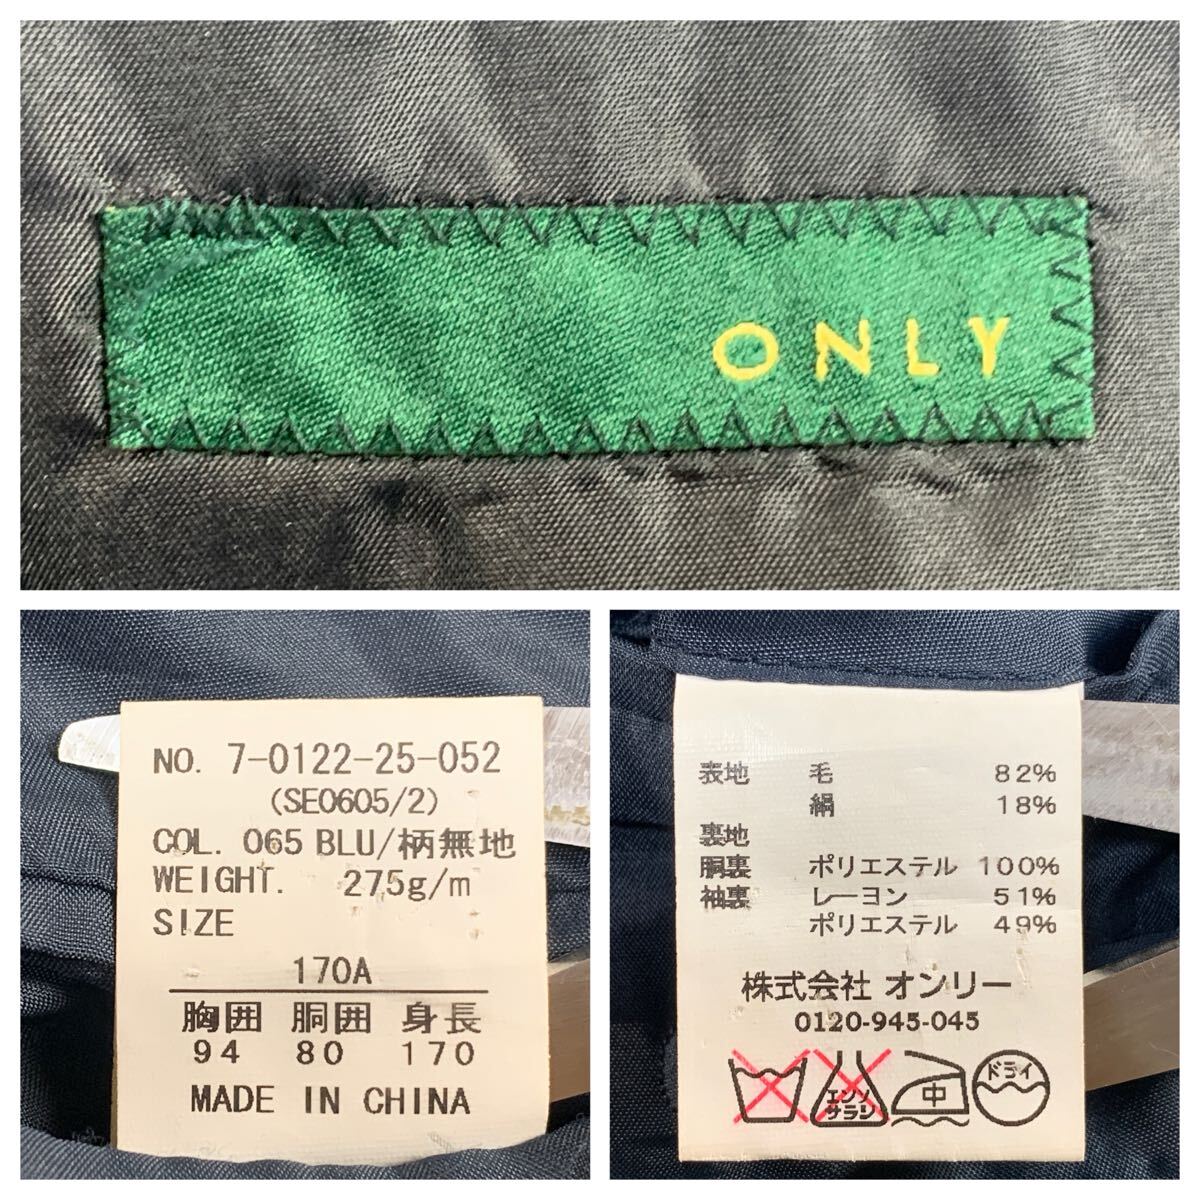 ONLY
NO. 7-0122-25-052
(SE0605/2)
COL. 065 BLU/柄無地
WEIGHT. 275g/m
SIZE
170A
胸囲 胴囲 身長
94 80 170
MADE IN CHINA
表地 毛 82%
絹 18%
裏地
胴裏 ポリエステル 100%
袖裏 レーヨン 51%
ポリエステル 49%
株式会社 オンリー
0120-945-045
エンソ
サラシ
中
ドライ